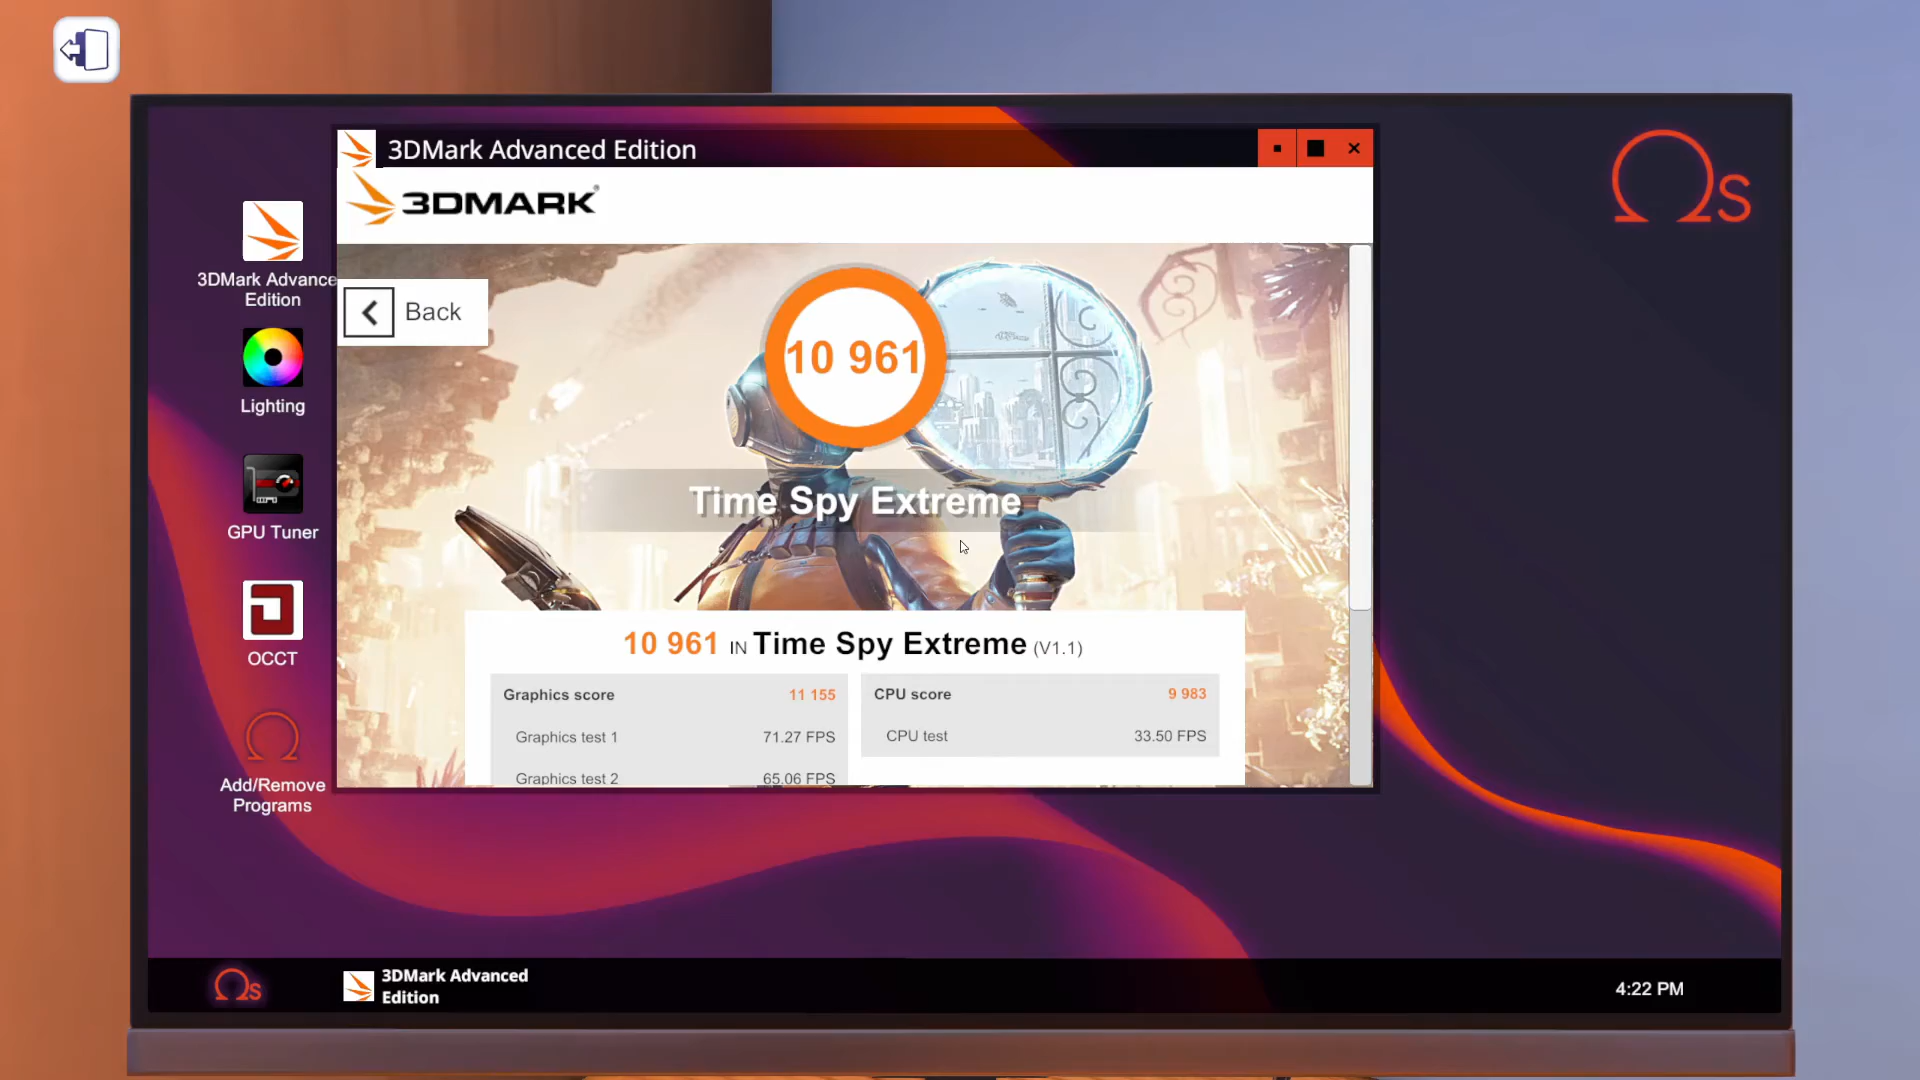 3DMark Advanced Edition
3DMARK®
Back
10 961
Time Spy Extreme
10 961 IN Time Spy Extreme (V1.1)
Graphics score 11 155
Graphics test 1 71.27 FPS
Graphics test 2 65.06 FPS
CPU score 9 983
CPU test 33.50 FPS
3DMark Advance
Edition
Lighting
GPU Tuner
OCCT
Add/Remove
Programs
Ωs
Ωs
3DMark Advanced
Edition
4:22 PM